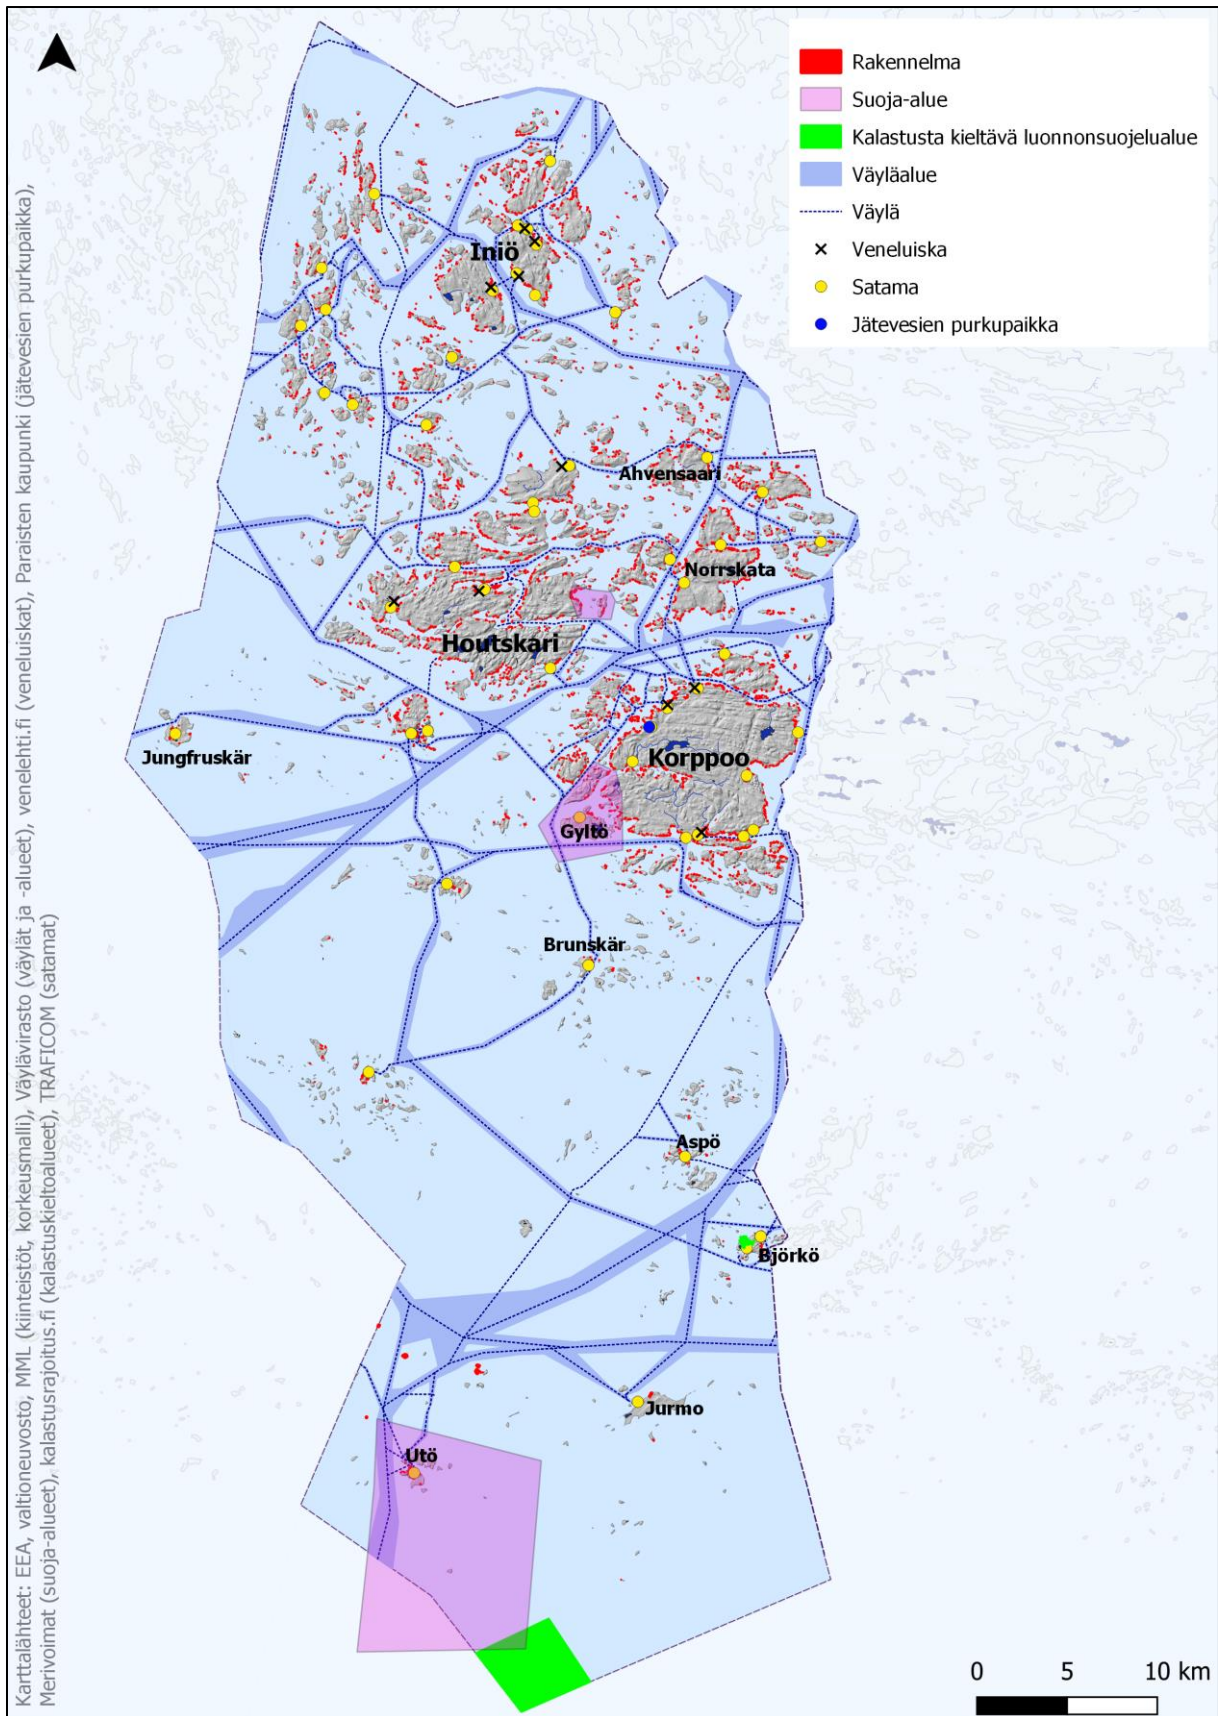 Rakennelma
Suoja-alue
Kalastusta kieltävä luonnonsuojelualue
Väyläalue
Väylä
Veneluiska
Satama
Jätevesien purkupaikka
Iniö
Ahvensaari
Norrskata
Houtskari
Jungfruskär
Korppoo
Gyltö
Brunskär
Aspö
Björkö
Jurmo
Utö
0 5 10 km
Karttalähteet: EEA, valtioneuvosto, MML (kiinteistöt, korkeusmalli), Väylävirasto (väylät ja -alueet), venelehti.fi (veneluiskat), Paraisten kaupunki (jätevesien purkupaikka),
Merivoimat (suoja-alueet), kalastusrajoitus.fi (kalastuskieltoalueet), TRAFICOM (satamat)